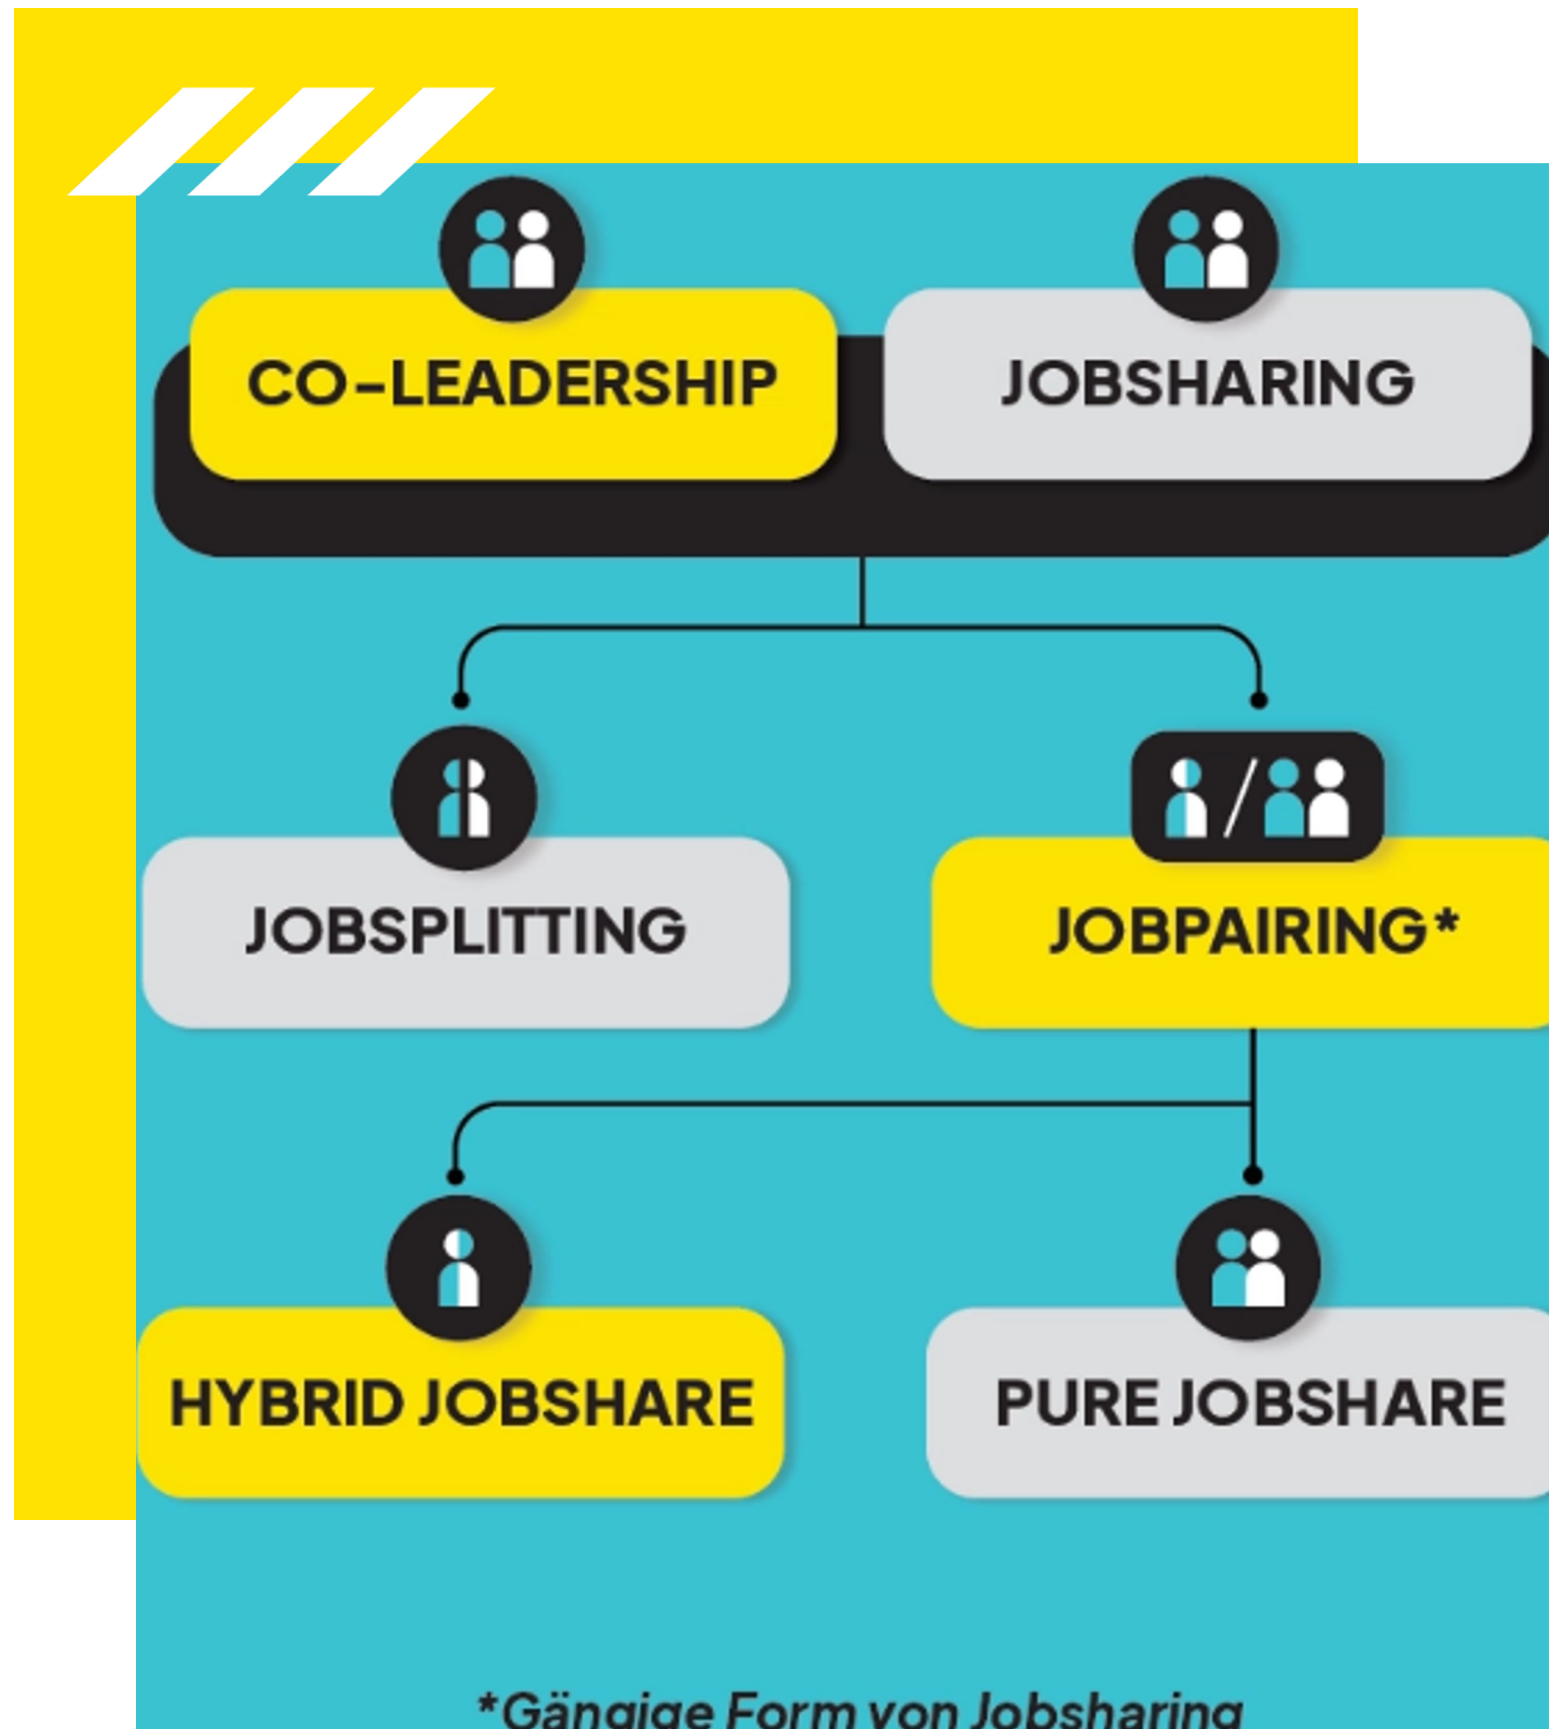 CO-LEADERSHIP
JOBSHARING
JOBSPLITTING
JOBPAIRING*
HYBRID JOBSHARE
PURE JOBSHARE
*Gängige Form von Jobsharing